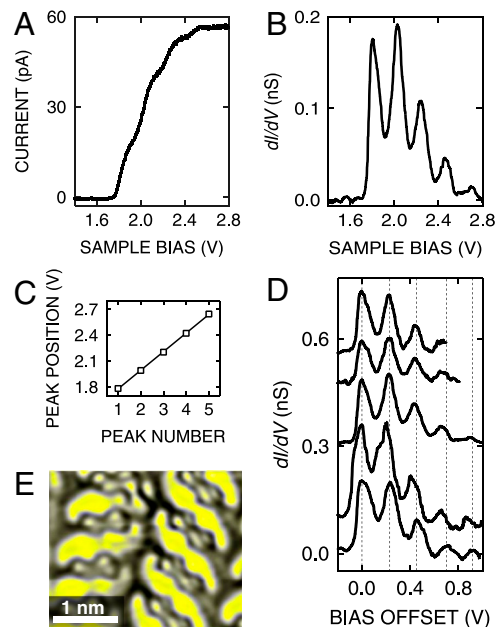 A
CURRENT (pA)
60
30
0
1.6 2.0 2.4 2.8
SAMPLE BIAS (V)
B
dI/dV (nS)
0.2
0.1
0.0
1.6 2.0 2.4 2.8
SAMPLE BIAS (V)
C
PEAK POSITION (V)
2.7
2.4
2.1
1.8
1 2 3 4 5
PEAK NUMBER
D
dI/dV (nS)
0.6
0.3
0.0
0.0 0.4 0.8
BIAS OFFSET (V)
E
1 nm